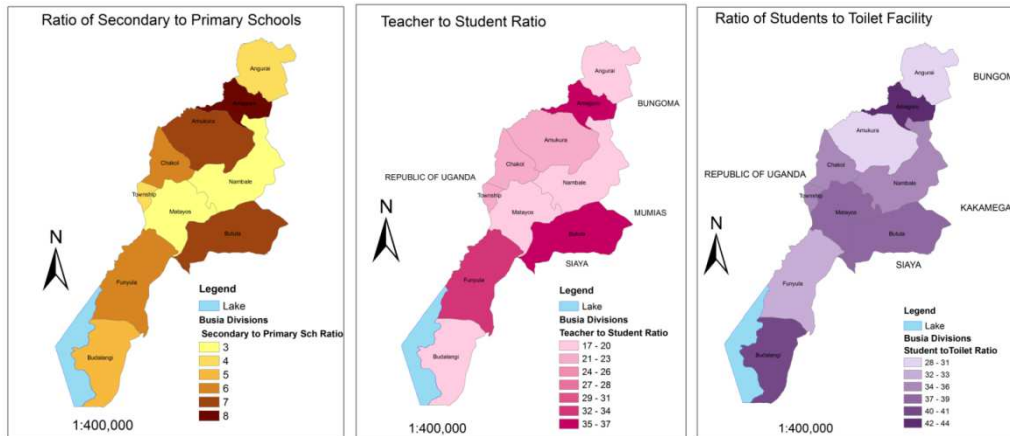 Ratio of Secondary to Primary Schools
Angurai
Amagoro
Amukura
Chakol
Nambale
Township
Matayos
Butula
N
Funyula
Legend
Lake
Busia Divisions
Secondary to Primary Sch Ratio
Budalengi
3
4
5
6
7
8
1:400,000
Teacher to Student Ratio
Angurai
Amagoro
BUNGOMA
Amukura
Chakol
REPUBLIC OF UGANDA
Nambale
Township
Matayos
MUMIAS
Butula
N
SIAYA
Funyula
Legend
Lake
Busia Divisions
Teacher to Student Ratio
Budalengi
17 - 20
21 - 23
24 - 26
27 - 28
29 - 31
32 - 34
35 - 37
1:400,000
Ratio of Students to Toilet Facility
Angurai
BUNGOM
Amagoro
Amukura
Chakol
REPUBLIC OF UGANDA
Nambale
Township
KAKAMEGA
Matayos
Butula
N
SIAYA
Funyula
Legend
Lake
Busia Divisions
Student toToilet Ratio
Budalengi
28 - 31
32 - 33
34 - 36
37 - 39
40 - 41
42 - 44
1:400,000